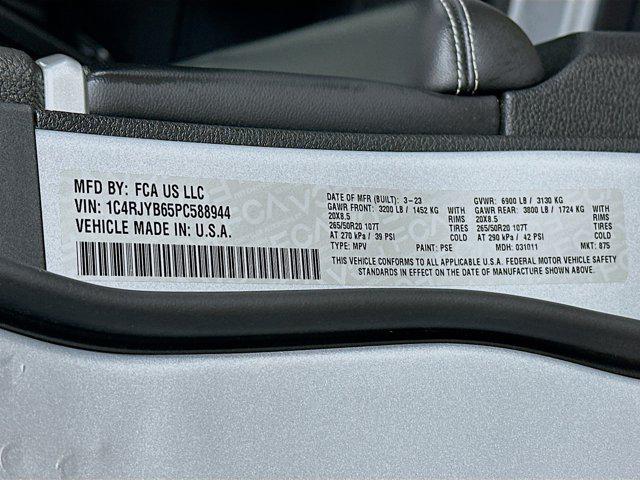 MFD BY: FCA US LLC
VIN: 1C4RJYB65PC588944
VEHICLE MADE IN: U.S.A.
DATE OF MFR (BUILT): 3-23 GVWR: 6900 LB / 3130 KG
GAWR FRONT: 3200 LB / 1452 KG GAWR REAR: 3800 LB / 1724 KG
20X8.5 RIMS 20X8.5 RIMS
265/50R20 107T TIRES 265/50R20 107T TIRES
AT 270 kPa / 39 PSI COLD AT 290 kPa / 42 PSI COLD
TYPE: MPV PAINT: PSE MDH: 031011 MKT: 875
THIS VEHICLE CONFORMS TO ALL APPLICABLE U.S.A. FEDERAL MOTOR VEHICLE SAFETY
STANDARDS IN EFFECT ON THE DATE OF MANUFACTURE SHOWN ABOVE.